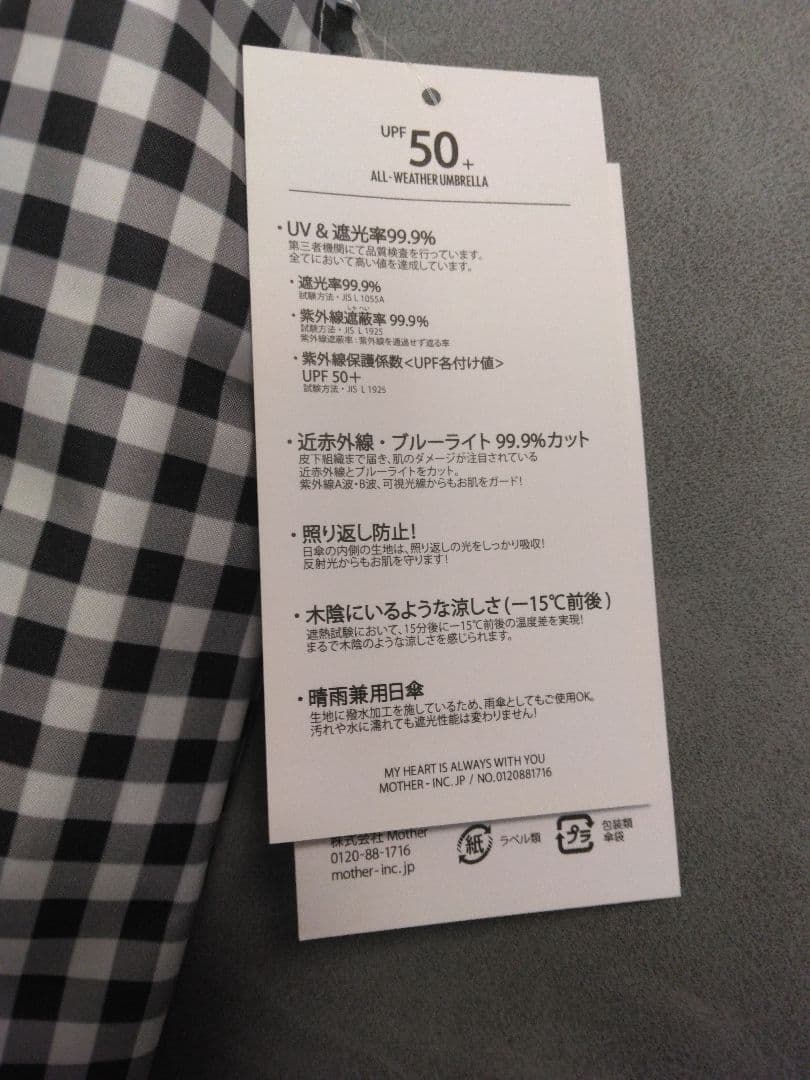 UPF 50+
ALL-WEATHER UMBRELLA
・UV & 遮光率99.9%
第三者機関にて品質検査を行っています。
全てにおいて高い値を達成しています。
・遮光率99.9%
試験方法・JIS L 1055A
しゃへい
・紫外線遮蔽率 99.9%
試験方法・JIS L 1925
紫外線遮蔽率：紫外線を通過せず遮る率
・紫外線保護係数<UPF各付け値>
UPF 50+
試験方法・JIS L 1925
・近赤外線・ブルーライト 99.9%カット
皮下組織まで届き、肌のダメージが注目されている
近赤外線とブルーライトをカット。
紫外線A波・B波、可視光線からもお肌をガード!
・照り返し防止!
日傘の内側の生地は、照り返しの光をしっかり吸収!
反射光からもお肌を守ります!
・木陰にいるような涼しさ(ー15℃前後)
遮熱試験において、15分後にー15℃前後の温度差を実現!
まるで木陰のような涼しさを感じられます。
・晴雨兼用日傘
生地に撥水加工を施しているため、雨傘としてもご使用OK。
汚れや水に濡れても遮光性能は変わりません!
MY HEART IS ALWAYS WITH YOU
MOTHER-INC.JP / NO.0120881716
株式会社 Mother
0120-88-1716
mother-inc.jp
紙 ラベル類
プラ 包装類
傘袋